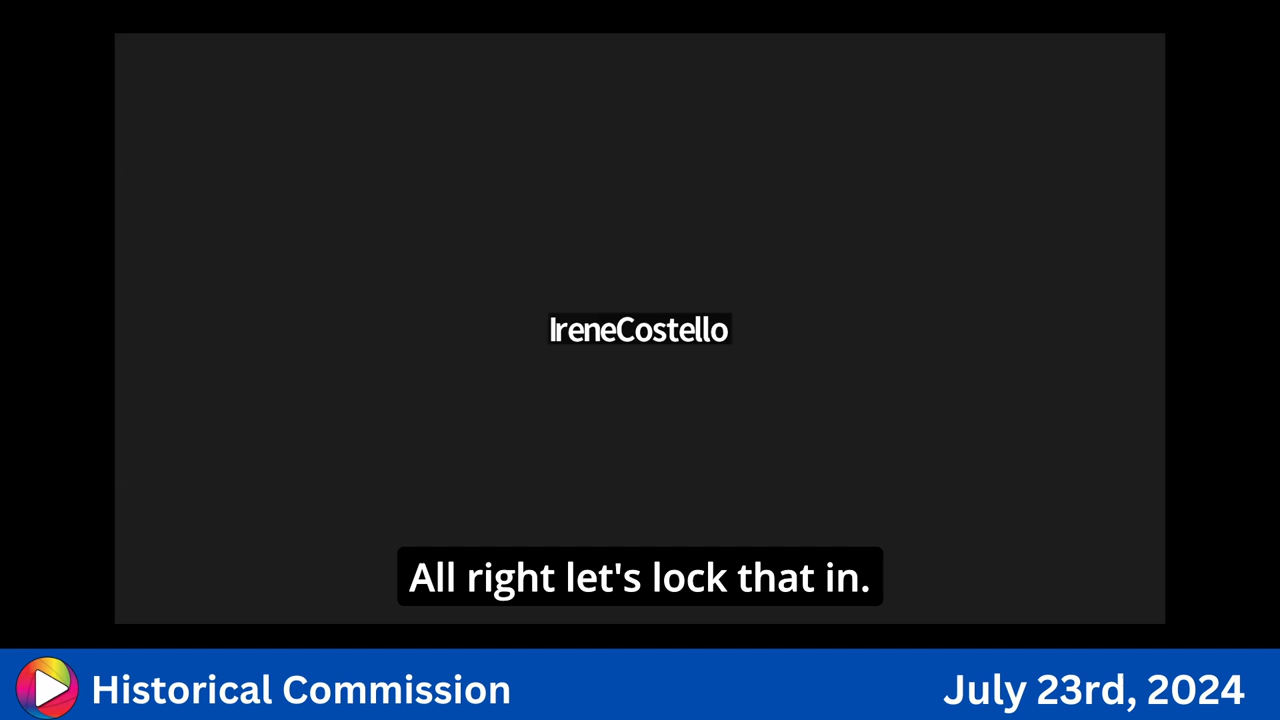 IreneCostello
All right let's lock that in.
Historical Commission
July 23rd, 2024